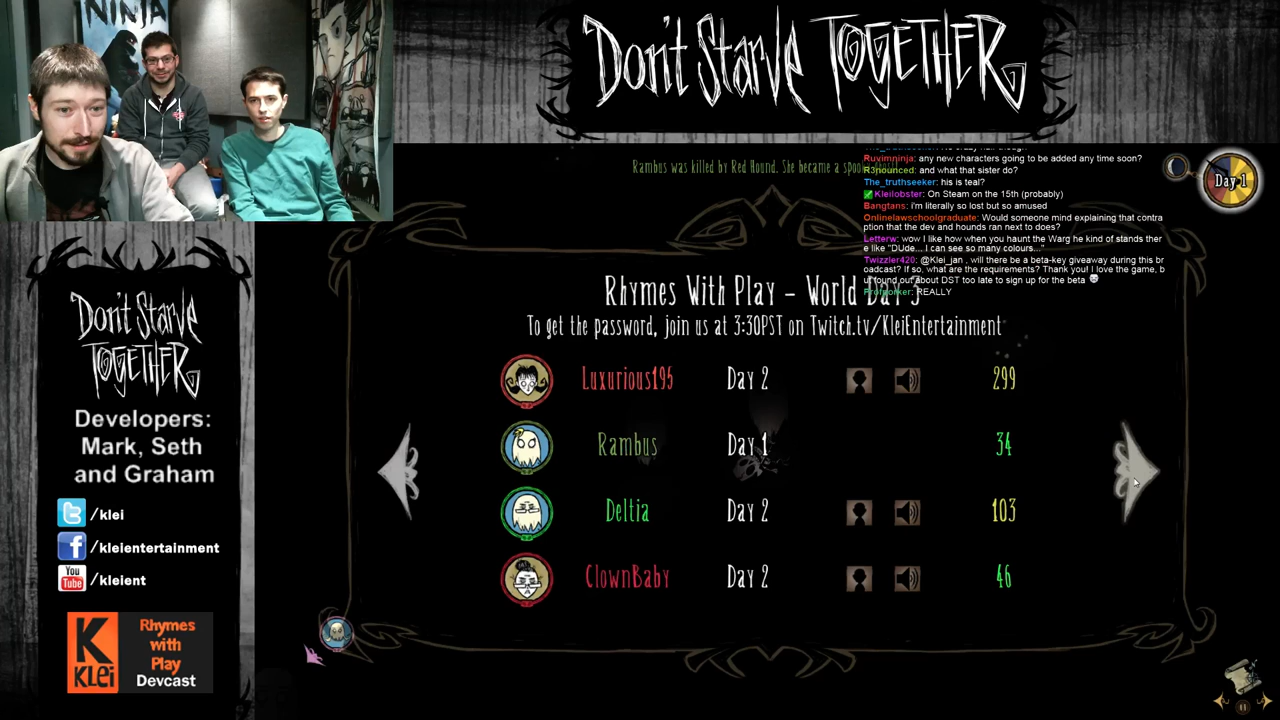 NINJA
Don't Starve TOGETHER
Rambus was killed by Red Hound. She became a spooky
Ruvimninja: any new characters going to be added any time soon?
R3nounced: and what that sister do?
The_truthseeker: his is teal?
Kleilobster: On Steam on the 15th (probably)
Bangtans: i'm literally so lost but so amused
Onlinelawschoolgraduate: Would someone mind explaining that contra
ption that the dev and hounds ran next to does?
Letterw: wow I like how when you haunt the Warg he kind of stands ther
e like "DUde... I can see so many colours..."
Twizzler420: @Klei_jan , will there be a beta-key giveaway during this br
oadcast? If so, what are the requirements? Thank you! I love the game, b
ut found out about DST too late to sign up for the beta
REALLY
Day 1
Rhymes With Play - World Day 3
To get the password, join us at 3:30PST on Twitch.tv/KleiEntertainment
Luxurious195 Day 2 299
Rambus Day 1 34
Deltia Day 2 103
ClownBaby Day 2 46
Don't Starve
TOGETHER
Developers:
Mark, Seth
and Graham
/klei
/kleientertainment
You
Tube /kleient
K
KLEI
Rhymes
with
Play
Devcast